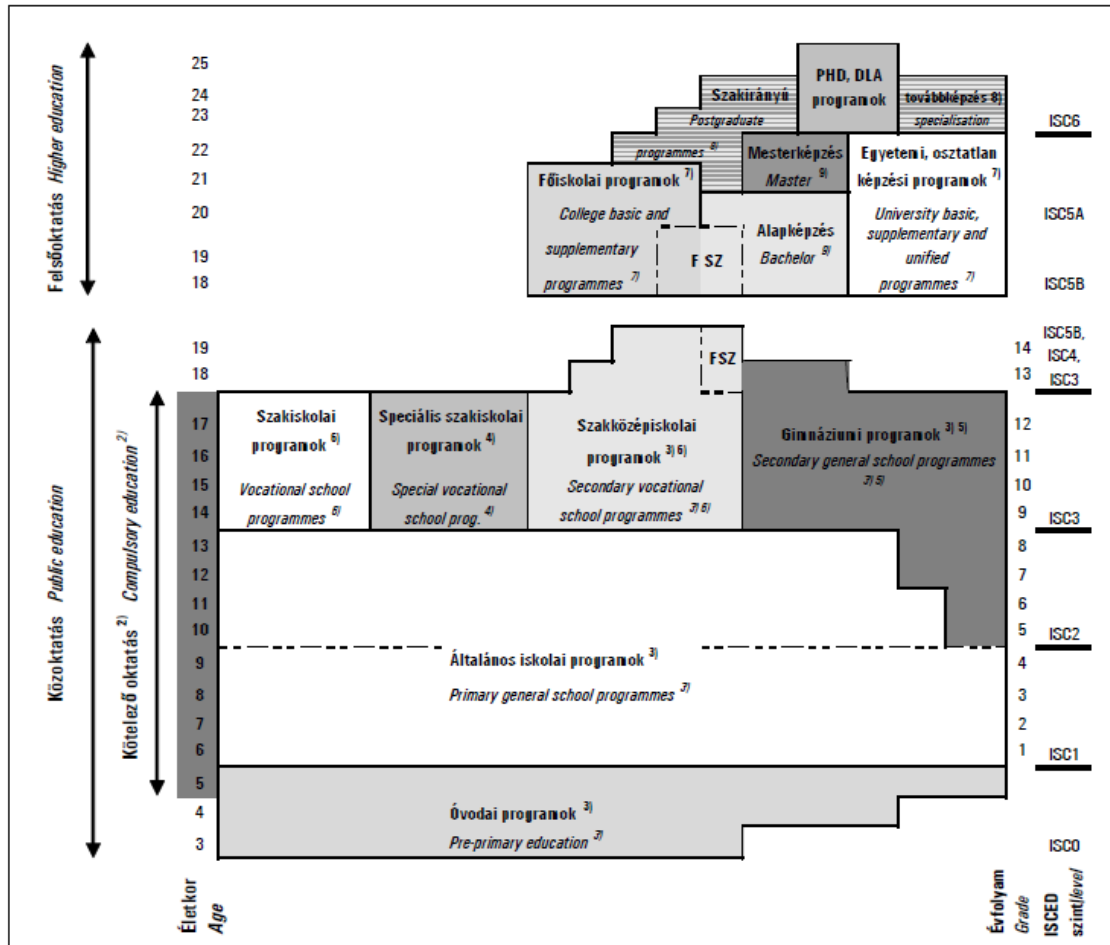 Felsőoktatás Higher education
25
24
23
22
21
20
19
18
PHD, DLA
programok
Szakirányú
Postgraduate
programmes 8)
továbbképzés 8)
specialisation
Főiskolai programok 7)
College basic and
supplementary
programmes 7)
Mesterképzés
Master 9)
Egyetemi, osztatlan
képzési programok 7)
University basic,
supplementary and
unified
programmes 7)
Alapképzés
Bachelor 9)
FSZ
ISC6
ISC5A
ISC5B
Közoktatás Public education
Kötelező oktatás 2) Compulsory education 2)
19
18
17
16
15
14
13
12
11
10
9
8
7
6
5
4
3
FSZ
Szakiskolai
programok 6)
Vocational school
programmes 6)
Speciális szakiskolai
programok 4)
Special vocational
school prog. 4)
Szakközépiskolai
programok 3) 6)
Secondary vocational
school programmes 3) 6)
Gimnáziumi programok 3) 5)
Secondary general school programmes
3) 5)
Általános iskolai programok 3)
Primary general school programmes 3)
Óvodai programok 3)
Pre-primary education 3)
14
13
12
11
10
9
8
7
6
5
4
3
2
1
ISC5B,
ISC4,
ISC3
ISC3
ISC2
ISC1
ISC0
Életkor
Age
Évfolyam
Grade
ISCED
szint/level